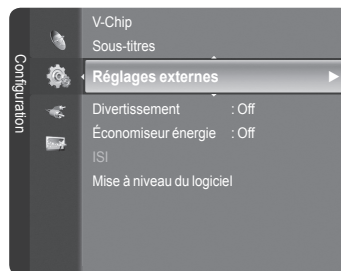 Configuration
V-Chip
Sous-titres
Réglages externes
Divertissement : Off
Économiseur énergie : Off
ISI
Mise à niveau du logiciel